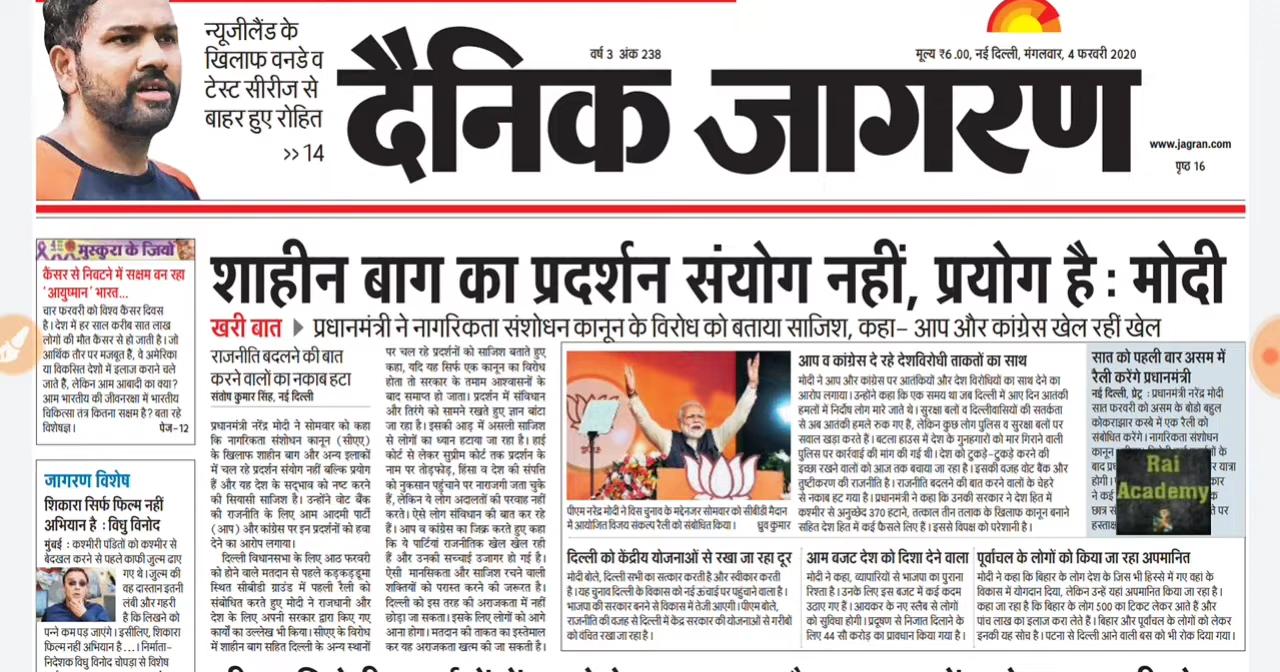 न्यूजीलैंड के
खिलाफ वनडे व
टेस्ट सीरीज से
बाहर हुए रोहित
>> 14
वर्ष 3 अंक 238
मूल्य ₹6.00, नई दिल्ली, मंगलवार, 4 फरवरी 2020
दैनिक जागरण
www.jagran.com
पृष्ठ 16
मुस्कुरा के जियो
कैंसर से निवटने में सक्षम बन रहा
'आयुष्मान' भारत...
चार फरवरी को विश्व कैंसर दिवस
है। देश में हर साल करीब सात लाख
लोगों की मौत कैंसर से हो जाती है। जो
आर्थिक तौर पर मजबूत हैं, वे अमेरिका
या विकसित देशों में इलाज कराने चले
जाते हैं, लेकिन आम आबादी का क्या?
आम भारतीय की जीवनरक्षा में भारतीय
चिकित्सा तंत्र कितना सक्षम है? बता रहे
विशेषज्ञ। पेज-12
जागरण विशेष
शिकारा सिर्फ फिल्म नहीं
अभियान है : विधु विनोद
मुंबई : कश्मीरी पंडितों को कश्मीर से
बेदखल करने से पहले काफी जुल्म ढाए
गए थे। जुल्म की
वह दास्तान इतनी
लंबी और गहरी
है कि लिखने को
पन्ने कम पड़ जाएंगे। इसीलिए, शिकारा
फिल्म नहीं अभियान है...। निर्माता-
निदेशक विधु विनोद चोपड़ा से विशेष
शाहीन बाग का प्रदर्शन संयोग नहीं, प्रयोग है : मोदी
खरी बात ▶ प्रधानमंत्री ने नागरिकता संशोधन कानून के विरोध को बताया साजिश, कहा- आप और कांग्रेस खेल रहीं खेल
राजनीति बदलने की बात
करने वालों का नकाब हटा
संतोष कुमार सिंह, नई दिल्ली
प्रधानमंत्री नरेंद्र मोदी ने सोमवार को कहा
कि नागरिकता संशोधन कानून (सीएए)
के खिलाफ शाहीन बाग और अन्य इलाकों
में चल रहे प्रदर्शन संयोग नहीं बल्कि प्रयोग
हैं और यह देश के सद्भाव को नष्ट करने
की सियासी साजिश है। उन्होंने वोट बैंक
की राजनीति के लिए आम आदमी पार्टी
(आप) और कांग्रेस पर इन प्रदर्शनों को हवा
देने का आरोप लगाया।
दिल्ली विधानसभा के लिए आठ फरवरी
को होने वाले मतदान से पहले कड़कड़डूमा
स्थित सीबीडी ग्राउंड में पहली रैली को
संबोधित करते हुए मोदी ने राजधानी और
देश के लिए अपनी सरकार द्वारा किए गए
कार्यों का उल्लेख भी किया। सीएए के विरोध
में शाहीन बाग सहित दिल्ली के अन्य स्थानों
पर चल रहे प्रदर्शनों को साजिश बताते हुए
कहा, यदि यह सिर्फ एक कानून का विरोध
होता तो सरकार के तमाम आश्वासनों के
बाद समाप्त हो जाता। प्रदर्शन में संविधान
और तिरंगे को सामने रखते हुए ज्ञान बांटा
जा रहा है। इसकी आड़ में असली साजिश
से लोगों का ध्यान हटाया जा रहा है। हाई
कोर्ट से लेकर सुप्रीम कोर्ट तक प्रदर्शन के
नाम पर तोड़फोड़, हिंसा व देश की संपत्ति
को नुकसान पहुंचाने पर नाराजगी जता चुके
हैं, लेकिन ये लोग अदालतों की परवाह नहीं
करते। ऐसे लोग संविधान की बात कर रहे
हैं। आप व कांग्रेस का जिक्र करते हुए कहा
कि ये पार्टियां राजनीतिक खेल खेल रही
हैं और उनकी सच्चाई उजागर हो गई है।
ऐसी मानसिकता और साजिश रचने वाली
शक्तियों को परास्त करने की जरूरत है।
दिल्ली को इस तरह की अराजकता में नहीं
छोड़ा जा सकता। इसके लिए लोगों को आगे
आना होगा। मतदान की ताकत का इस्तेमाल
कर यह अराजकता खत्म की जा सकती है।
पीएम नरेंद्र मोदी ने विस चुनाव के मद्देनजर सोमवार को सीबीडी मैदान
में आयोजित विजय संकल्प रैली को संबोधित किया। ध्रुव कुमार
आप व कांग्रेस दे रहे देशविरोधी ताकतों का साथ
मोदी ने आप और कांग्रेस पर आतंकियों और देश विरोधियों का साथ देने का
आरोप लगाया। उन्होंने कहा कि एक समय था जब दिल्ली में आए दिन आतंकी
हमलों में निर्दोष लोग मारे जाते थे। सुरक्षा बलों व दिल्लीवासियों की सतर्कता
से अब आतंकी हमले रुक गए हैं, लेकिन कुछ लोग पुलिस व सुरक्षा बलों पर
सवाल खड़ा करते हैं। बटला हाउस में देश के गुनहगारों को मार गिराने वाली
पुलिस पर कार्रवाई की मांग की गई थी। देश को टुकड़े-टुकड़े करने की
इच्छा रखने वालों को आज तक बचाया जा रहा है। इसकी वजह वोट बैंक और
तुष्टीकरण की राजनीति है। राजनीति बदलने की बात करने वालों के चेहरे
से नकाब हट गया है। प्रधानमंत्री ने कहा कि उनकी सरकार ने देश हित में
कश्मीर से अनुच्छेद 370 हटाने, तत्काल तीन तलाक के खिलाफ कानून बनाने
सहित देश हित में कई फैसले लिए हैं। इससे विपक्ष को परेशानी है।
सात को पहली वार असम में
रैली करेंगे प्रधानमंत्री
नई दिल्ली, प्रेट्र : प्रधानमंत्री नरेंद्र मोदी
सात फरवरी को असम के बोडो बहुल
कोकराझार कस्बे में एक रैली को
संबोधित करेंगे। नागरिकता संशोधन
कानून
के
बाद
यात्रा
होगी।
ने कई
छात्र
पर
Rai
Academy
दिल्ली को केंद्रीय योजनाओं से रखा जा रहा दूर
मोदी बोले, दिल्ली सभी का सत्कार करती है और स्वीकार करती
है। यह चुनाव दिल्ली के विकास को नई ऊंचाई पर पहुंचाने वाला है।
भाजपा की सरकार बनने से विकास में तेजी आएगी। पीएम बोले,
राजनीति की वजह से दिल्ली में केंद्र सरकार की योजनाओं से गरीबों
को वंचित रखा जा रहा है।
आम बजट देश को दिशा देने वाला
मोदी ने कहा, व्यापारियों से भाजपा का पुराना
रिश्ता है। उनके लिए इस बजट में कई कदम
उठाए गए हैं। आयकर के नए स्लैब से लोगों
को सुविधा होगी। प्रदूषण से निजात दिलाने के
लिए 44 सौ करोड़ का प्रावधान किया गया है।
पूर्वाचल के लोगों को किया जा रहा अपमानित
मोदी ने कहा कि बिहार के लोग देश के जिस भी हिस्से में गए वहां के
विकास में योगदान दिया, लेकिन उन्हें यहां अपमानित किया जा रहा है।
कहा जा रहा है कि बिहार के लोग 500 का टिकट लेकर आते हैं और
पांच लाख का इलाज करा लेते हैं। बिहार और पूर्वांचल के लोगों को लेकर
इनकी यह सोच है। पटना से दिल्ली आने वाली बस को भी रोक दिया गया।